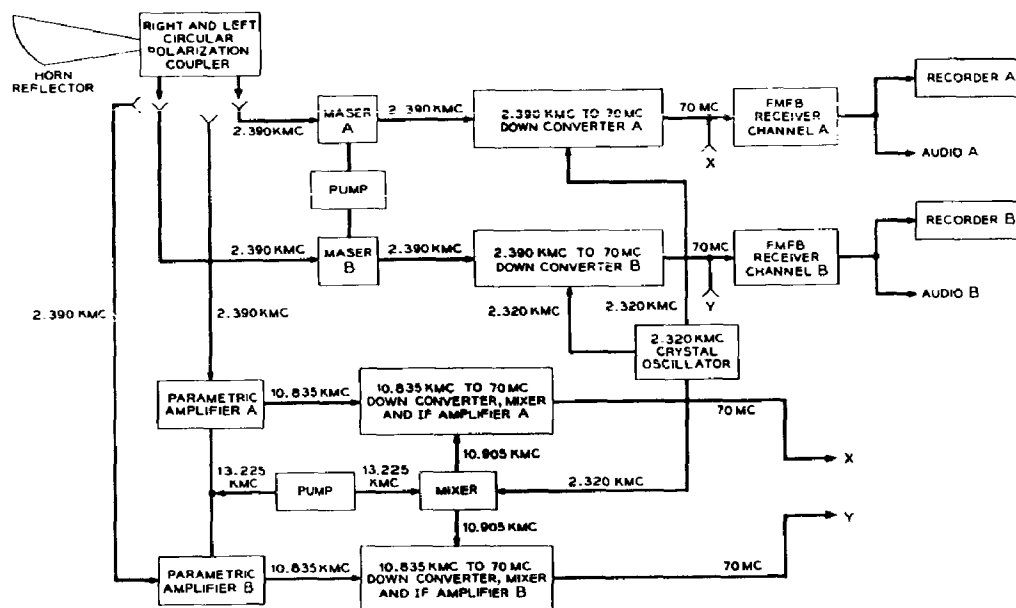 RIGHT AND LEFT
CIRCULAR
POLARIZATION
COUPLER
HORN
REFLECTOR
2.390 KMC
MASER
A
2.390 KMC
2.390 KMC TO 70 MC
DOWN CONVERTER A
70 MC
X
FMFB
RECEIVER
CHANNEL A
RECORDER A
AUDIO A
PUMP
2.390 KMC
MASER
B
2.390 KMC
2.390 KMC TO 70 MC
DOWN CONVERTER B
70 MC
Y
FMFB
RECEIVER
CHANNEL B
RECORDER B
AUDIO B
2.390 KMC
2.390 KMC
2.320 KMC
2.320 KMC
2.320 KMC
CRYSTAL
OSCILLATOR
PARAMETRIC
AMPLIFIER A
10.835 KMC
10.835 KMC TO 70 MC
DOWN CONVERTER, MIXER
AND IF AMPLIFIER A
70 MC
X
10.905 KMC
13.225
KMC
PUMP
13.225
KMC
MIXER
2.320 KMC
10.905 KMC
Y
PARAMETRIC
AMPLIFIER B
10.835 KMC
10.835 KMC TO 70 MC
DOWN CONVERTER, MIXER
AND IF AMPLIFIER B
70 MC